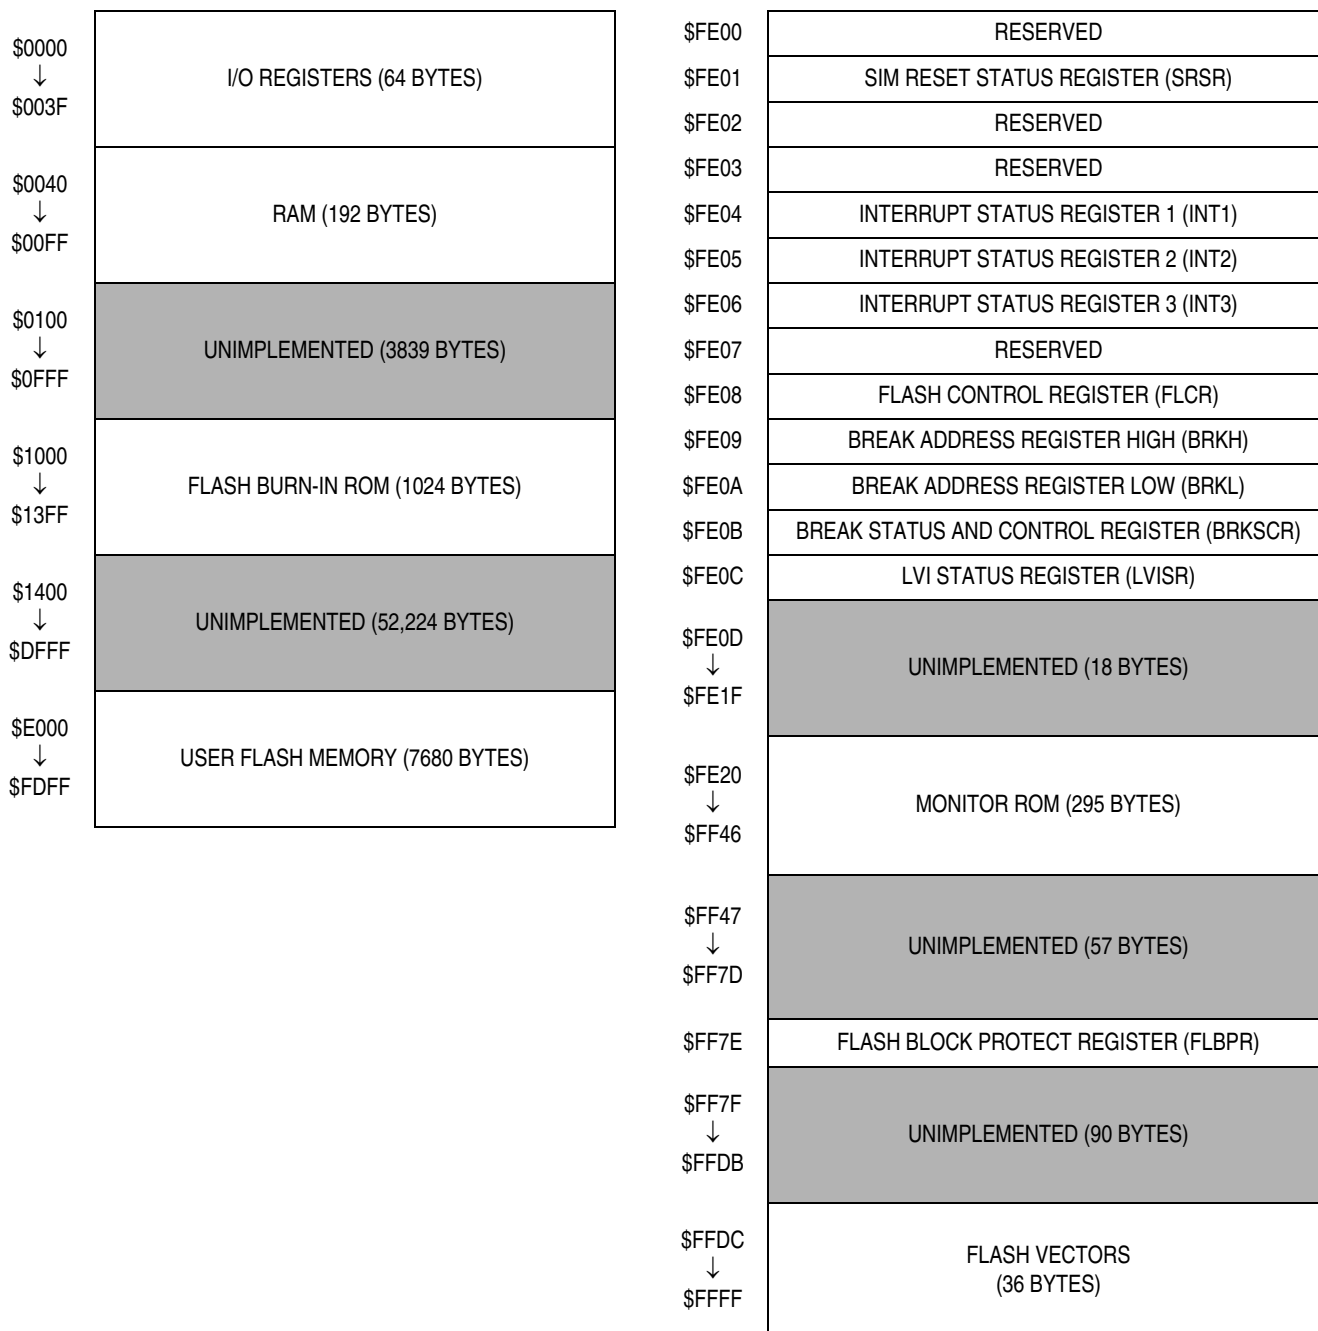 $0000
↓
$003F
I/O REGISTERS (64 BYTES)
$0040
↓
$00FF
RAM (192 BYTES)
$0100
↓
$0FFF
UNIMPLEMENTED (3839 BYTES)
$1000
↓
$13FF
FLASH BURN-IN ROM (1024 BYTES)
$1400
↓
$DFFF
UNIMPLEMENTED (52,224 BYTES)
$E000
↓
$FDFF
USER FLASH MEMORY (7680 BYTES)
$FE00 RESERVED
$FE01 SIM RESET STATUS REGISTER (SRSR)
$FE02 RESERVED
$FE03 RESERVED
$FE04 INTERRUPT STATUS REGISTER 1 (INT1)
$FE05 INTERRUPT STATUS REGISTER 2 (INT2)
$FE06 INTERRUPT STATUS REGISTER 3 (INT3)
$FE07 RESERVED
$FE08 FLASH CONTROL REGISTER (FLCR)
$FE09 BREAK ADDRESS REGISTER HIGH (BRKH)
$FE0A BREAK ADDRESS REGISTER LOW (BRKL)
$FE0B BREAK STATUS AND CONTROL REGISTER (BRKSCR)
$FE0C LVI STATUS REGISTER (LVISR)
$FE0D
↓
$FE1F
UNIMPLEMENTED (18 BYTES)
$FE20
↓
$FF46
MONITOR ROM (295 BYTES)
$FF47
↓
$FF7D
UNIMPLEMENTED (57 BYTES)
$FF7E FLASH BLOCK PROTECT REGISTER (FLBPR)
$FF7F
↓
$FFDB
UNIMPLEMENTED (90 BYTES)
$FFDC
↓
$FFFF
FLASH VECTORS
(36 BYTES)